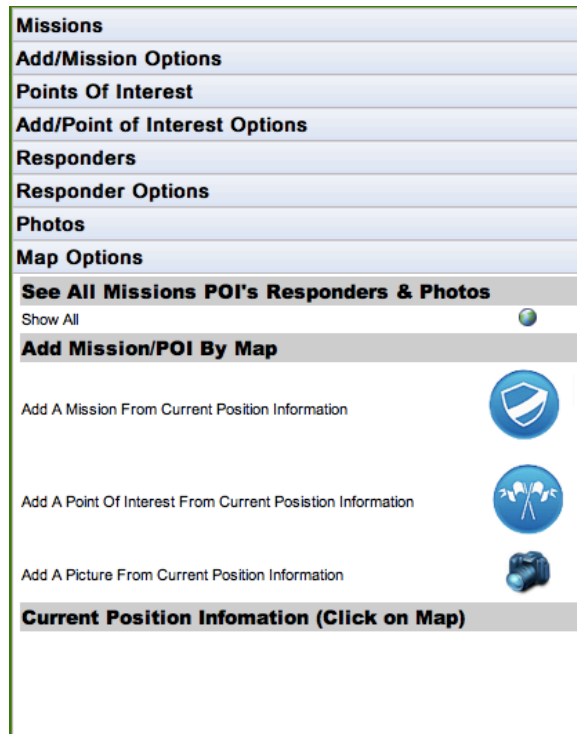 Missions
Add/Mission Options
Points Of Interest
Add/Point of Interest Options
Responders
Responder Options
Photos
Map Options
See All Missions POI's Responders & Photos
Show All
Add Mission/POI By Map
Add A Mission From Current Position Information
Add A Point Of Interest From Current Posistion Information
Add A Picture From Current Position Information
Current Position Infomation (Click on Map)